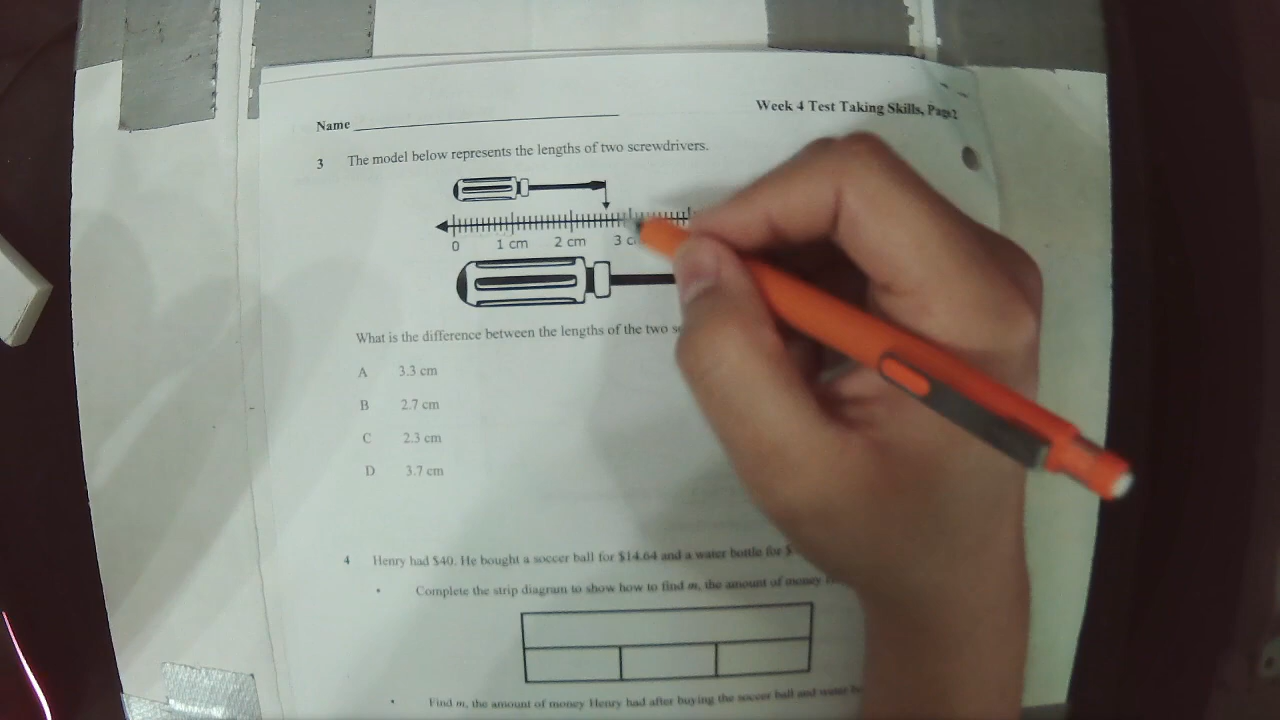 Week 4 Test Taking Skills, Page 2
Name
3 The model below represents the lengths of two screwdrivers.
0 1 cm 2 cm 3
What is the difference between the lengths of the two
A 3.3 cm
B 2.7 cm
C 2.3 cm
D 3.7 cm
4 Henry had $40. He bought a soccer ball for $14.64 and a water bottle for $
• Complete the strip diagram to show how to find m, the amount of money
• Find m, the amount of money Henry had after buying the soccer ball and water